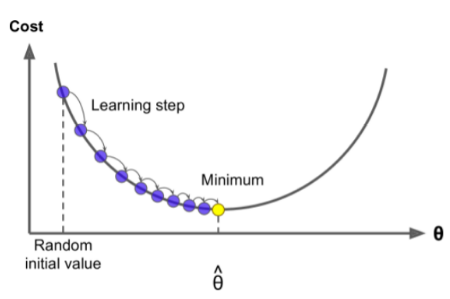 Cost
Learning step
Minimum
θ
Random
initial value
θ̂